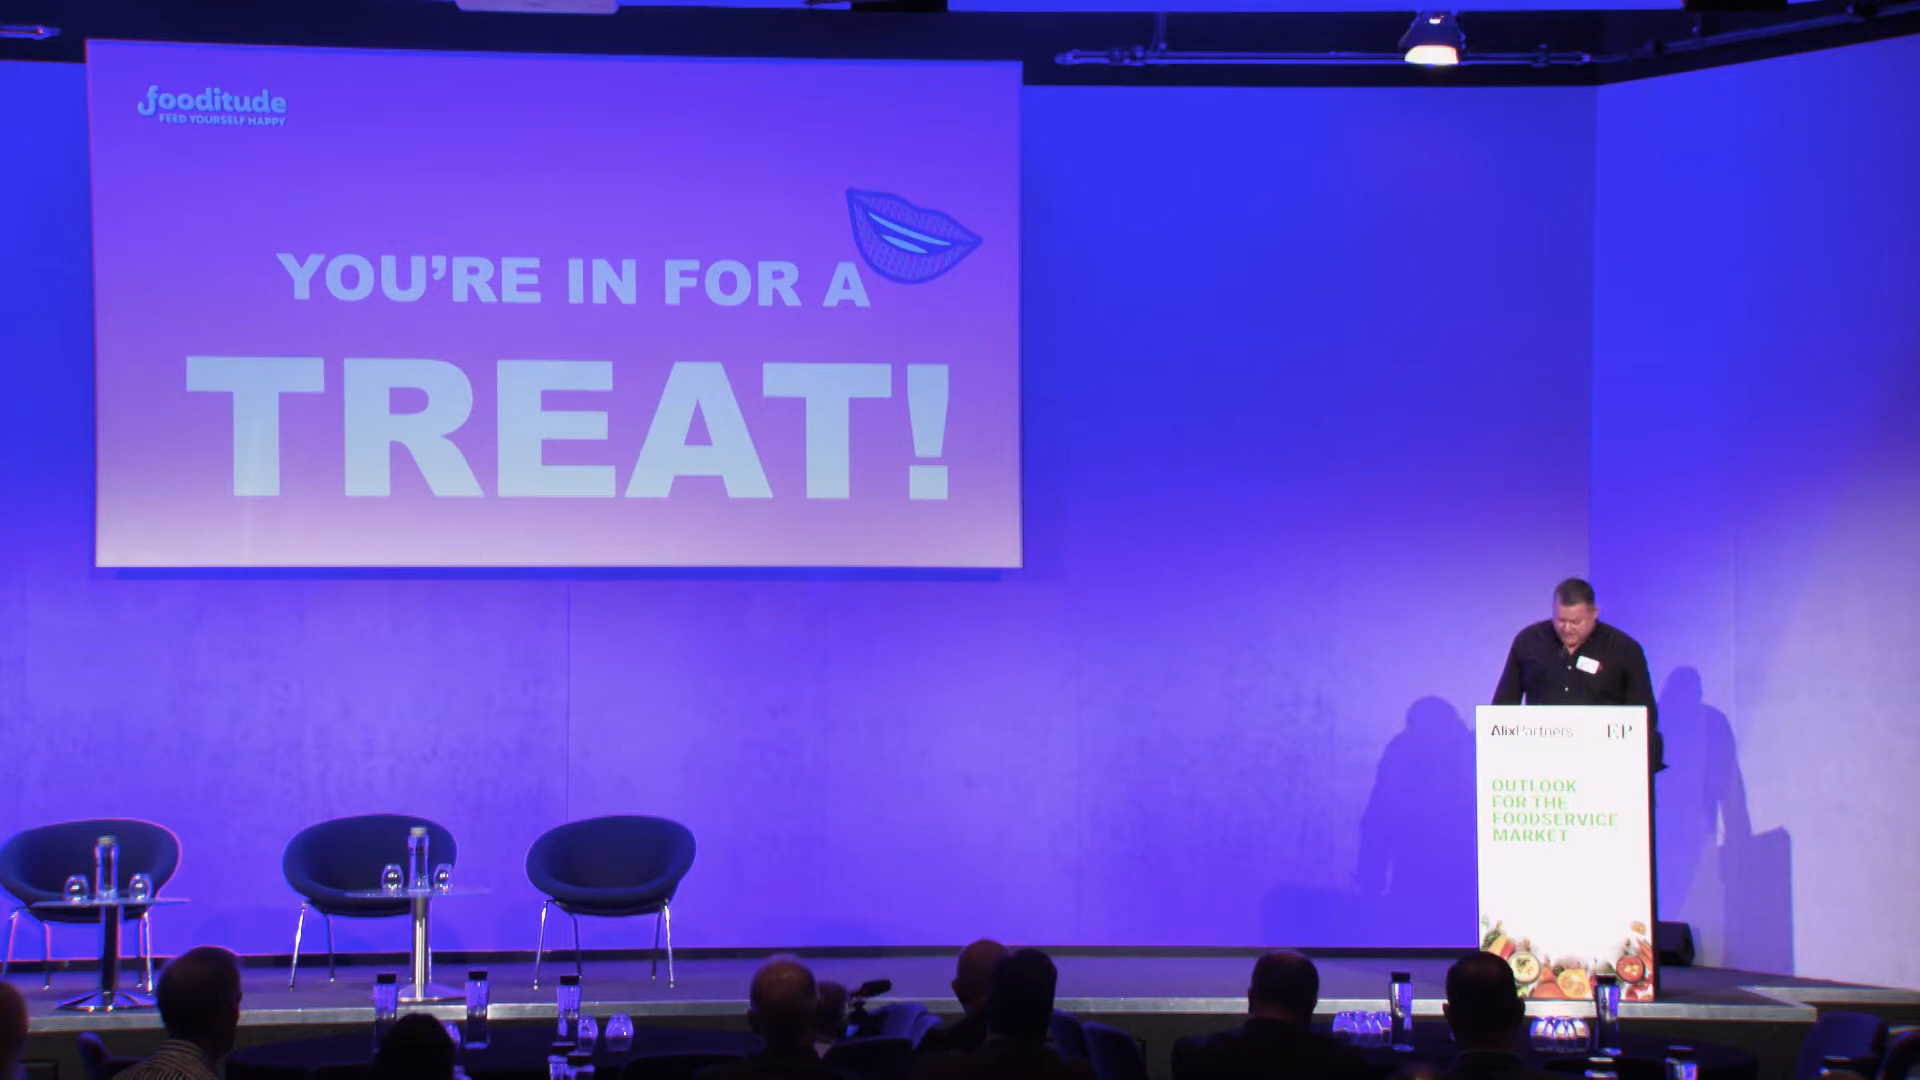 fooditude
FEED YOURSELF HAPPY
YOU'RE IN FOR A
TREAT!
AlixPartners EP
OUTLOOK
FOR THE
FOODSERVICE
MARKET